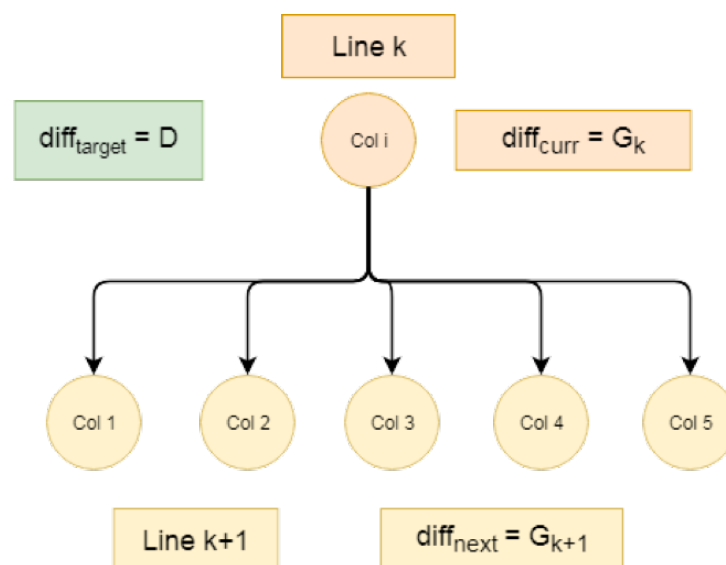 Line k
diff_target = D
Col i
diff_curr = G_k
Col 1
Col 2
Col 3
Col 4
Col 5
Line k+1
diff_next = G_k+1